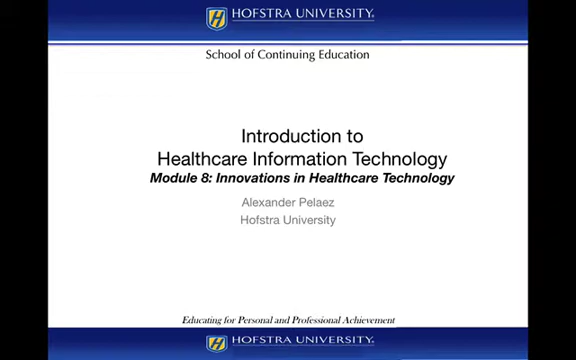 HOFSTRA UNIVERSITY
School of Continuing Education
Introduction to
Healthcare Information Technology
Module 8: Innovations in Healthcare Technology
Alexander Pelaez
Hofstra University
Educating for Personal and Professional Achievement
HOFSTRA UNIVERSITY